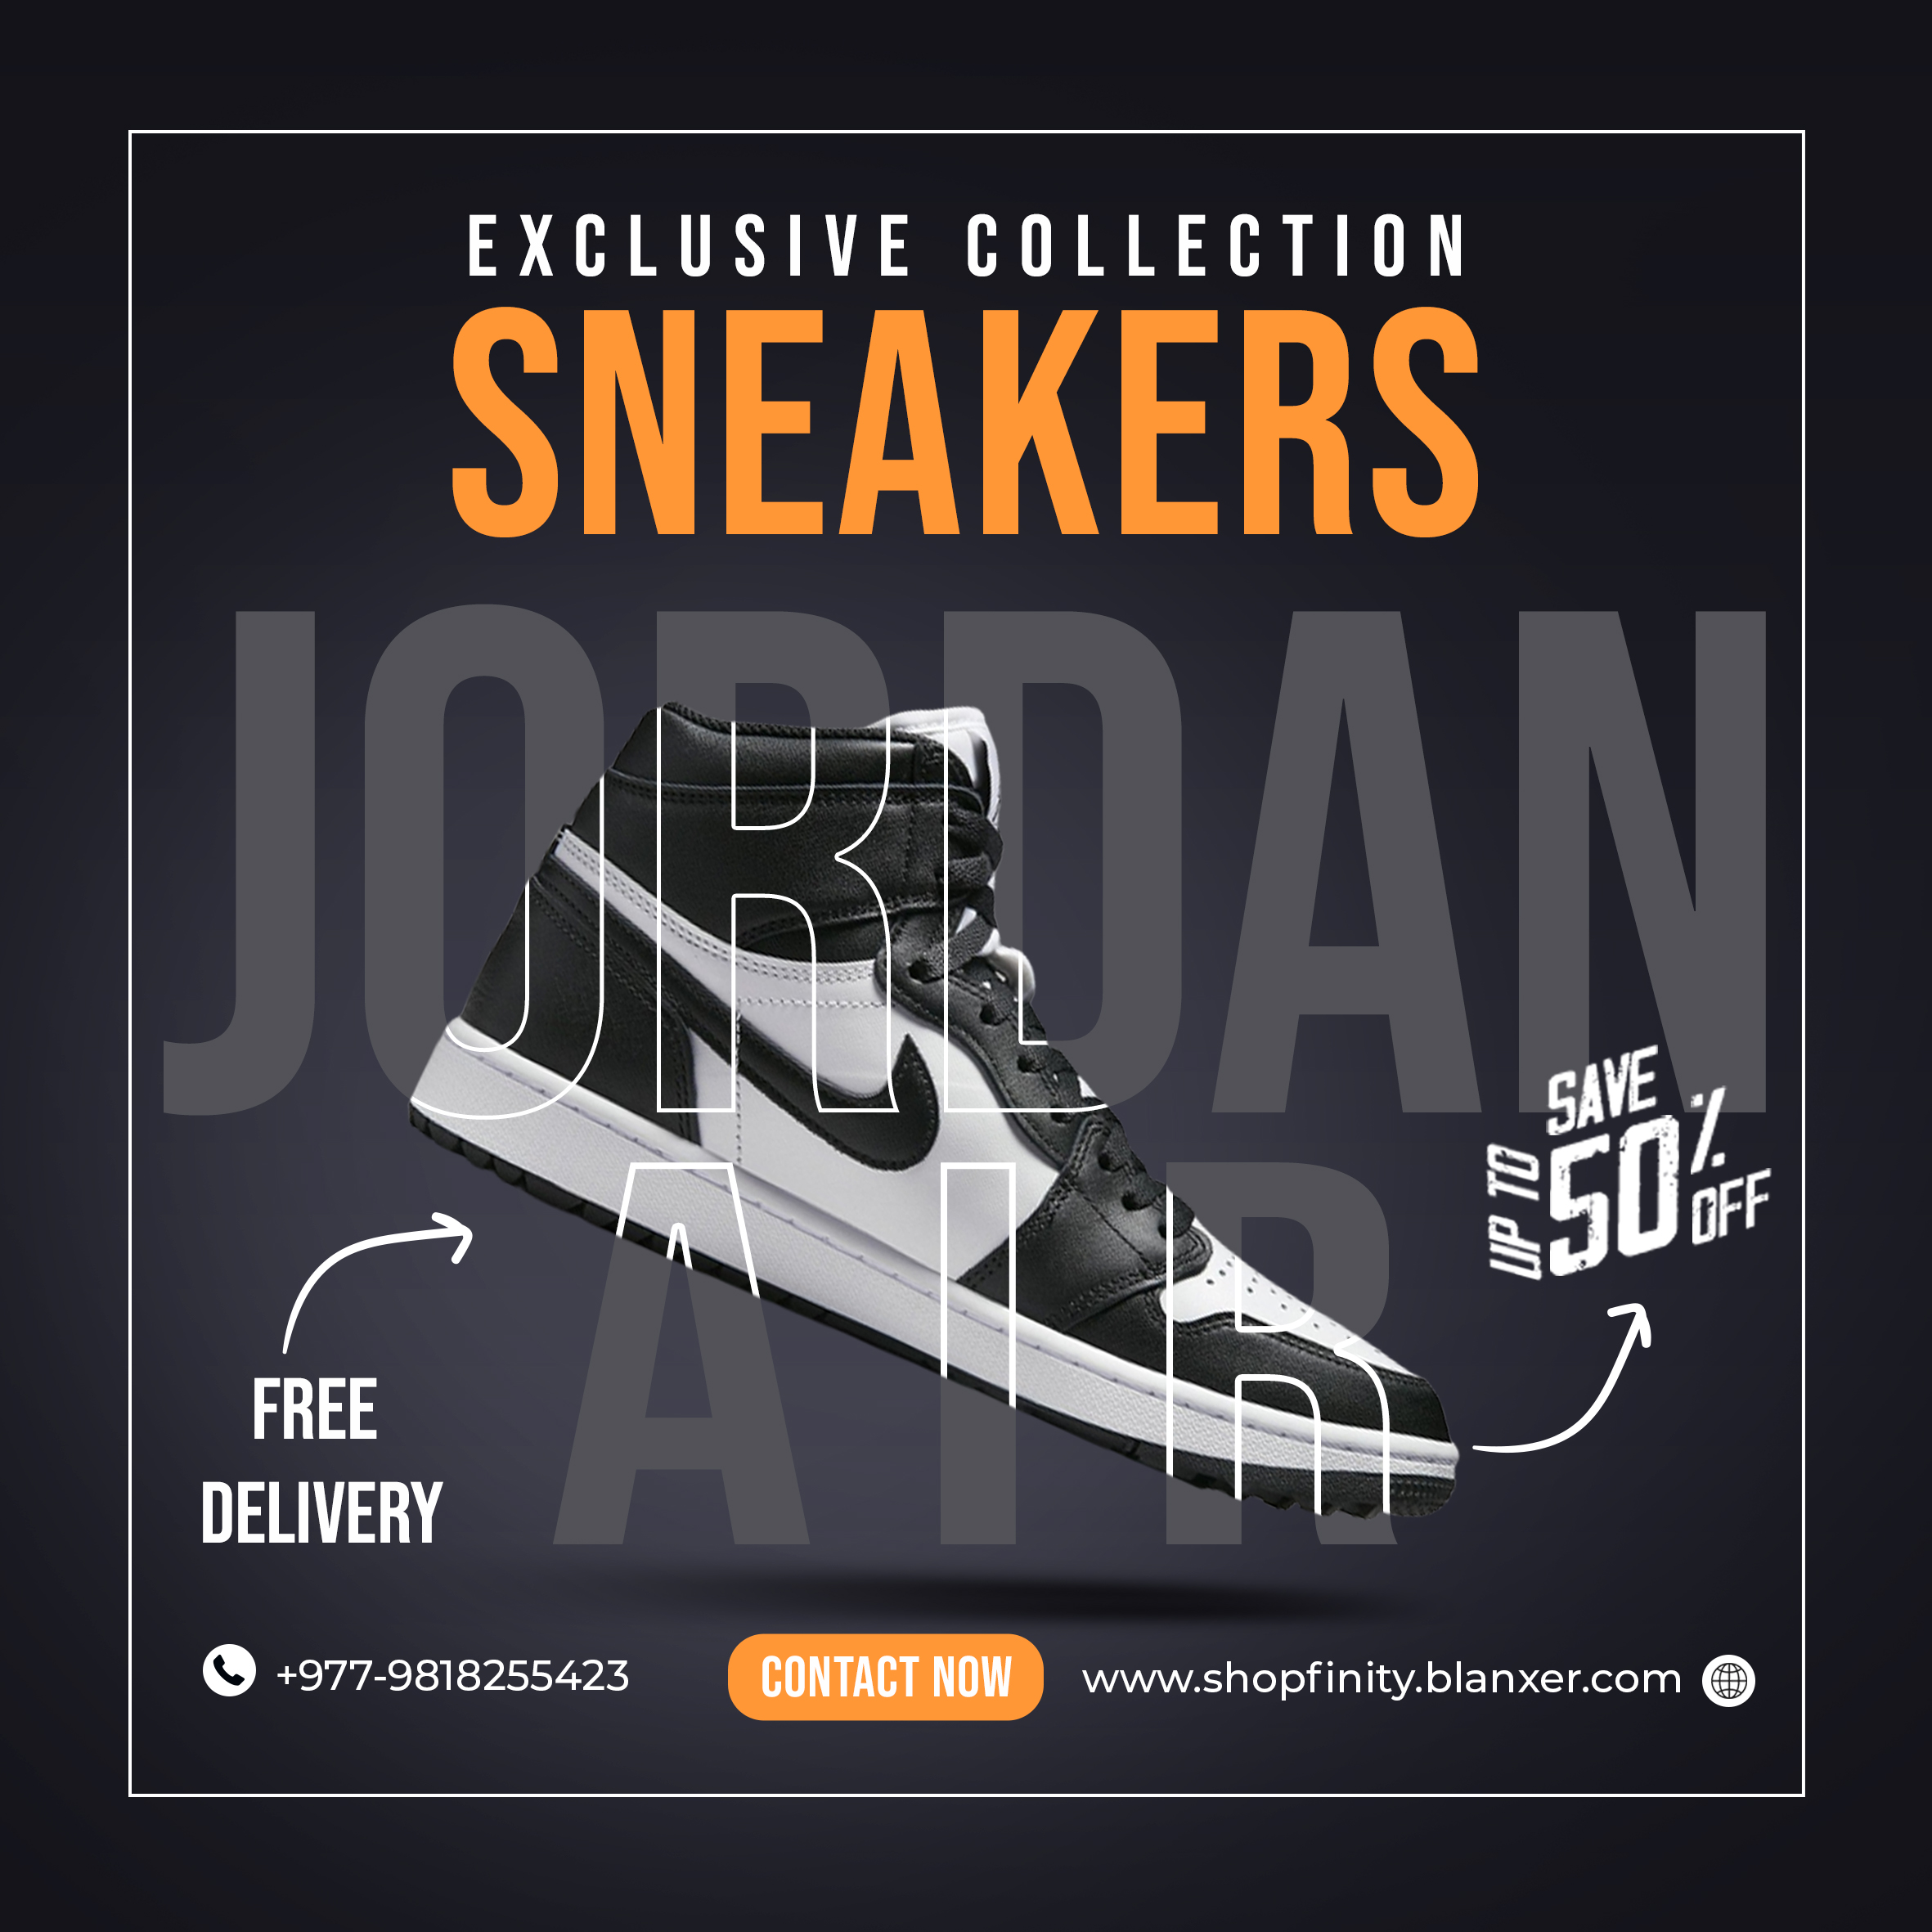 EXCLUSIVE COLLECTION
SNEAKERS
JORDAN
AIR
SAVE
UP TO
50%
OFF
FREE
DELIVERY
+977-9818255423
CONTACT NOW
www.shopfinity.blanxer.com